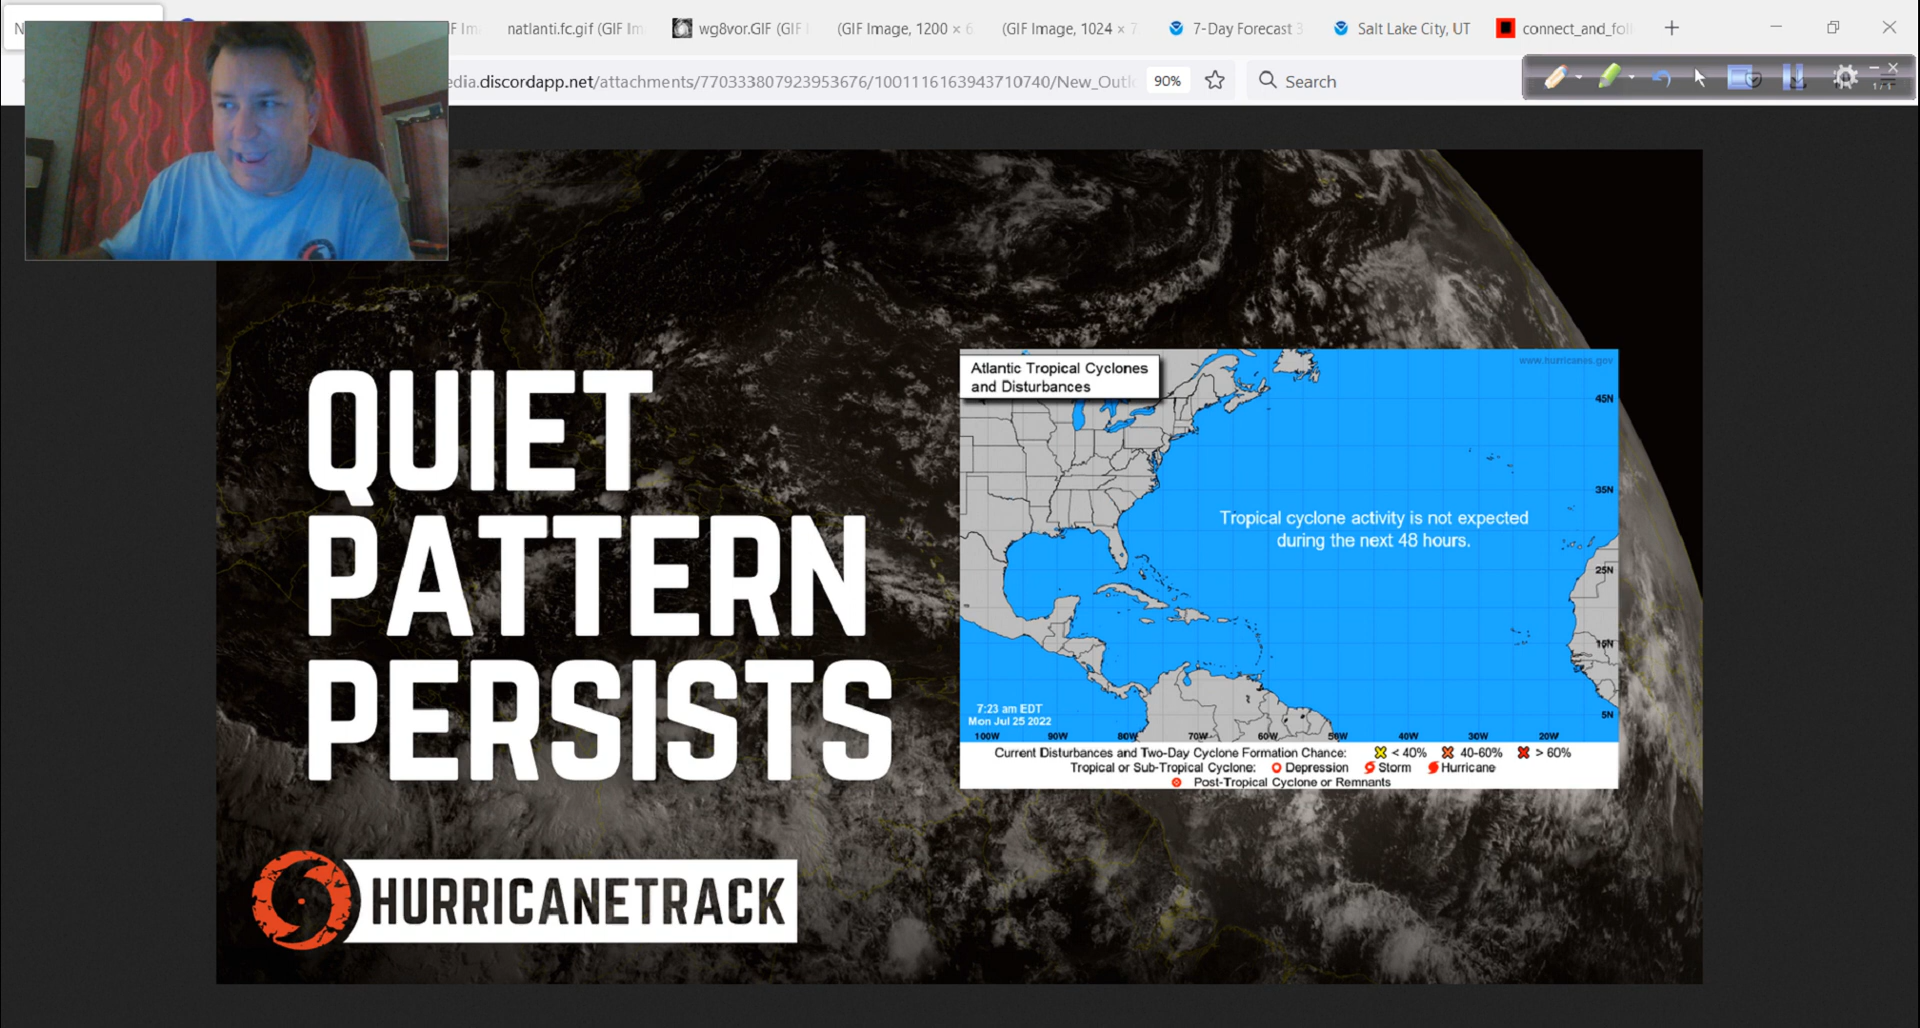 natlanti.fc.gif (GIF Im
wg8vor.GIF (GIF
(GIF Image, 1200 × 6
(GIF Image, 1024 × 7
7-Day Forecast 3
Salt Lake City, UT
connect_and_foll
edia.discordapp.net/attachments/770333807923953676/1001116163943710740/New_Outl
90%
Search
1 / 1
QUIET
PATTERN
PERSISTS
HURRICANETRACK
Atlantic Tropical Cyclones
and Disturbances
www.hurricanes.gov
45N
35N
25N
15N
5N
Tropical cyclone activity is not expected
during the next 48 hours.
7:23 am EDT
Mon Jul 25 2022
100W 90W 80W 70W 60W 50W 40W 30W 20W
Current Disturbances and Two-Day Cyclone Formation Chance: < 40% 40-60% > 60%
Tropical or Sub-Tropical Cyclone: Depression Storm Hurricane
Post-Tropical Cyclone or Remnants